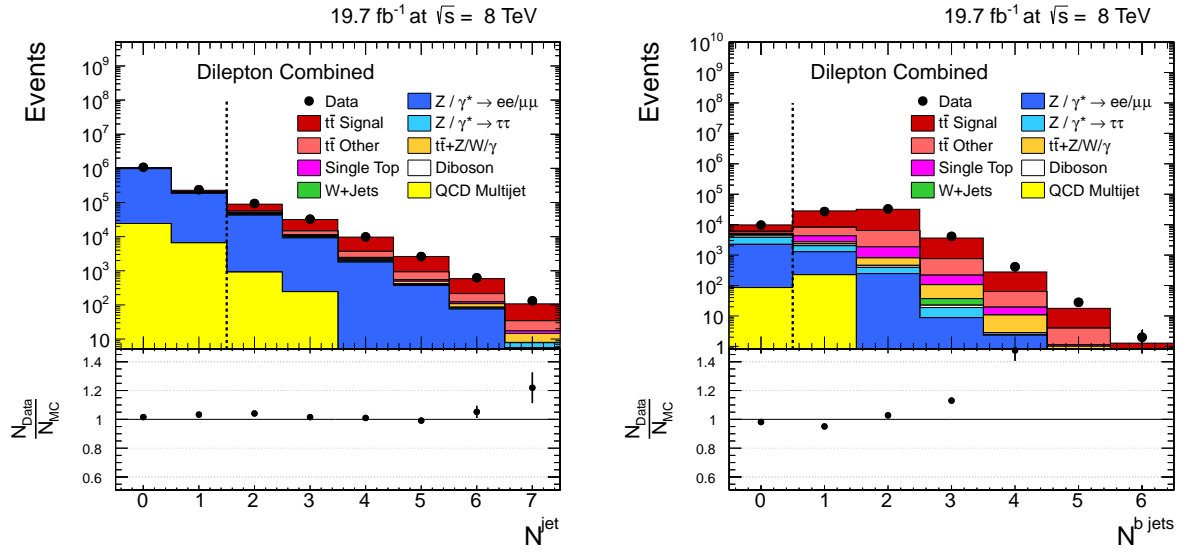 19.7 fb⁻¹ at √s = 8 TeV
Events
10⁹
10⁸
10⁷
10⁶
10⁵
10⁴
10³
10²
10
Dilepton Combined
Data
tt̄ Signal
tt̄ Other
Single Top
W+Jets
Z / γ* → ee/μμ
Z / γ* → ττ
tt̄+Z/W/γ
Diboson
QCD Multijet
N_Data
N_MC
1.4
1.2
1
0.8
0.6
0 1 2 3 4 5 6 7
N^jet
19.7 fb⁻¹ at √s = 8 TeV
Events
10¹⁰
10⁹
10⁸
10⁷
10⁶
10⁵
10⁴
10³
10²
10
1
Dilepton Combined
Data
tt̄ Signal
tt̄ Other
Single Top
W+Jets
Z / γ* → ee/μμ
Z / γ* → ττ
tt̄+Z/W/γ
Diboson
QCD Multijet
N_Data
N_MC
1.4
1.2
1
0.8
0.6
0 1 2 3 4 5 6
N^b jets